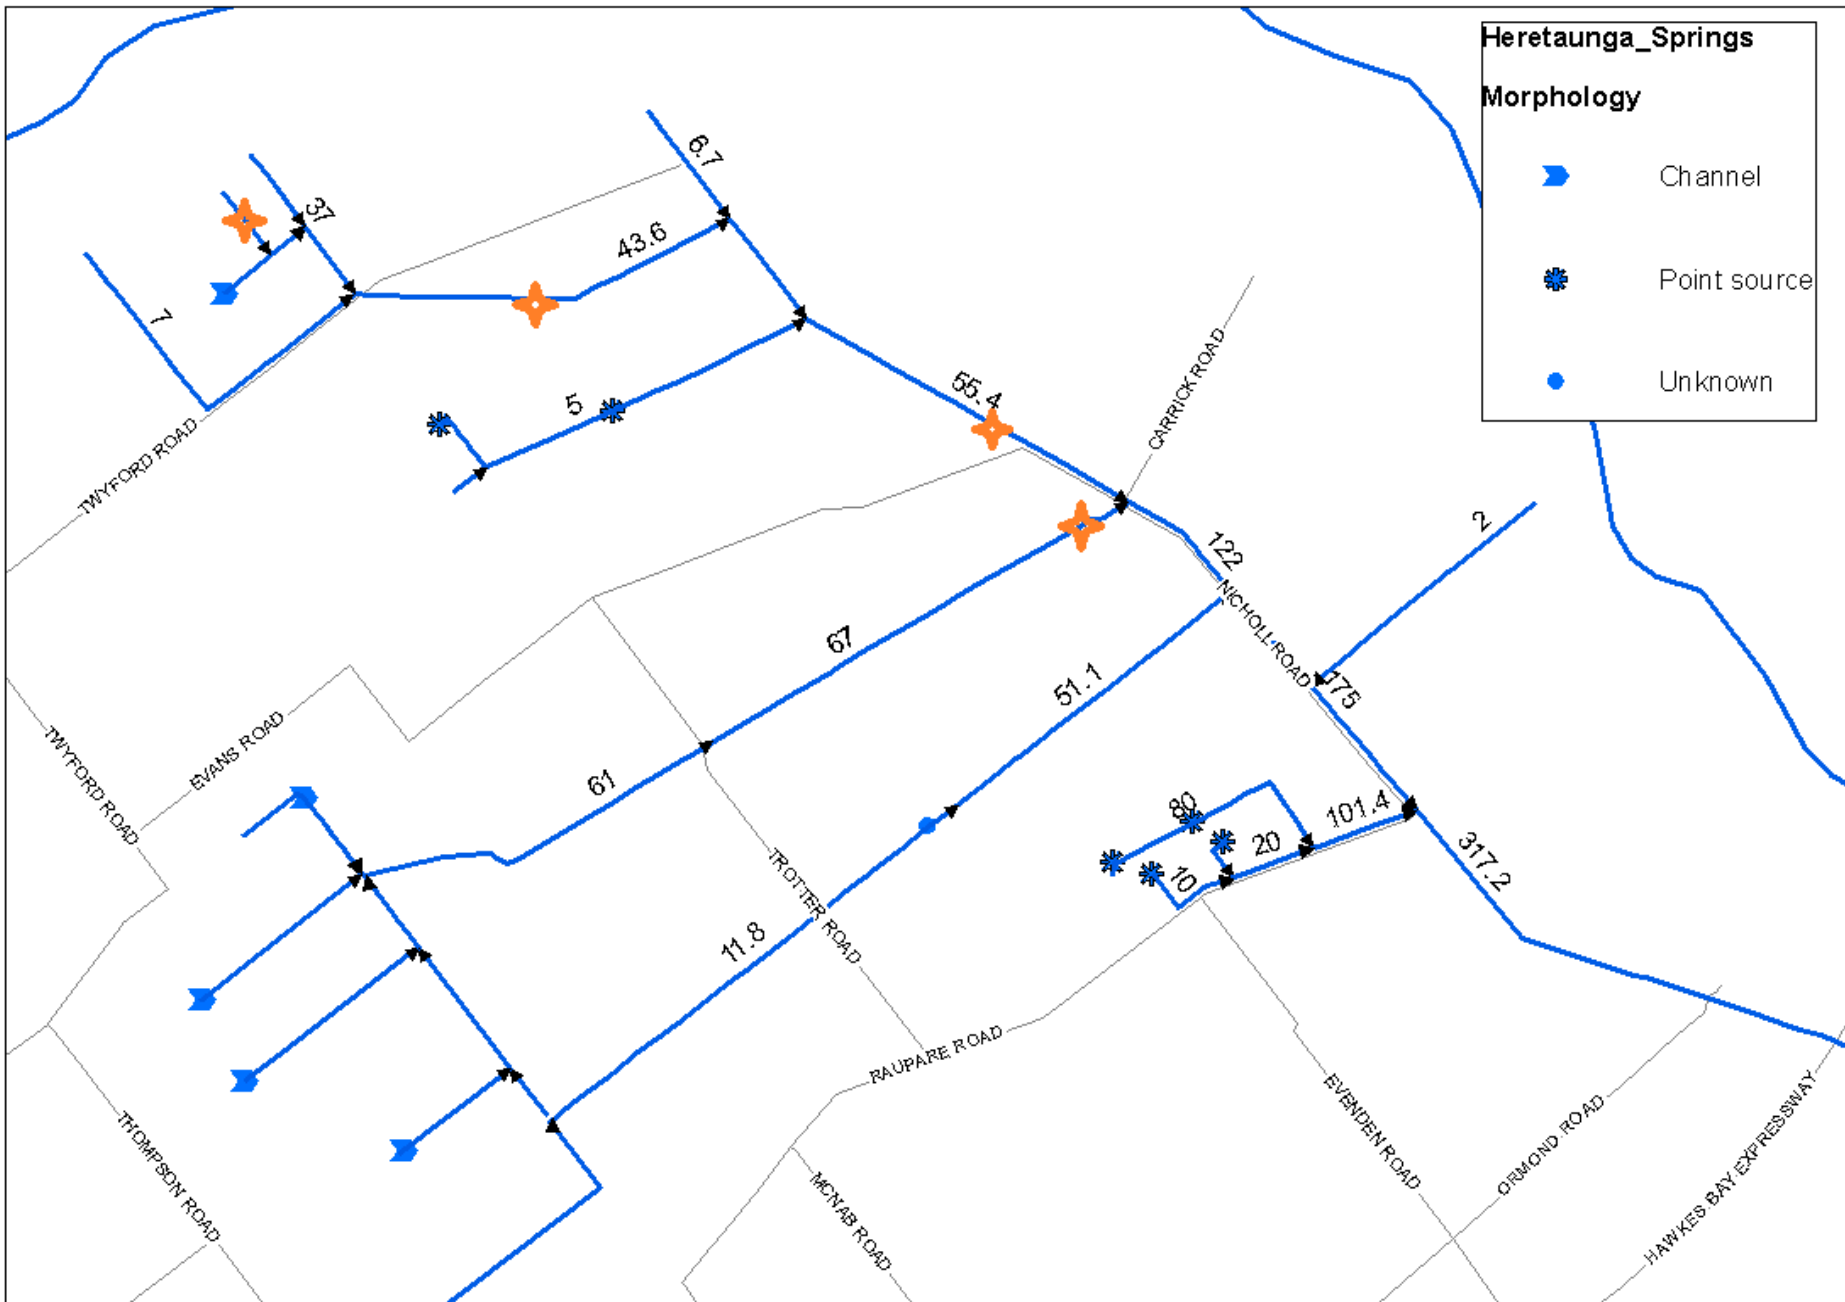 Heretaunga_Springs
Morphology
Channel
Point source
Unknown
6.7
37
43.6
7
5
55.4
CARRICK ROAD
TWYFORD ROAD
122
2
NICHOLL ROAD
67
51.1
175
EVANS ROAD
TWYFORD ROAD
61
80
101.4
20
10
317.2
TROTTER ROAD
11.8
RAUPARE ROAD
THOMPSON ROAD
MCNAB ROAD
EVENDEN ROAD
ORMOND ROAD
HAWKES BAY EXPRESSWAY